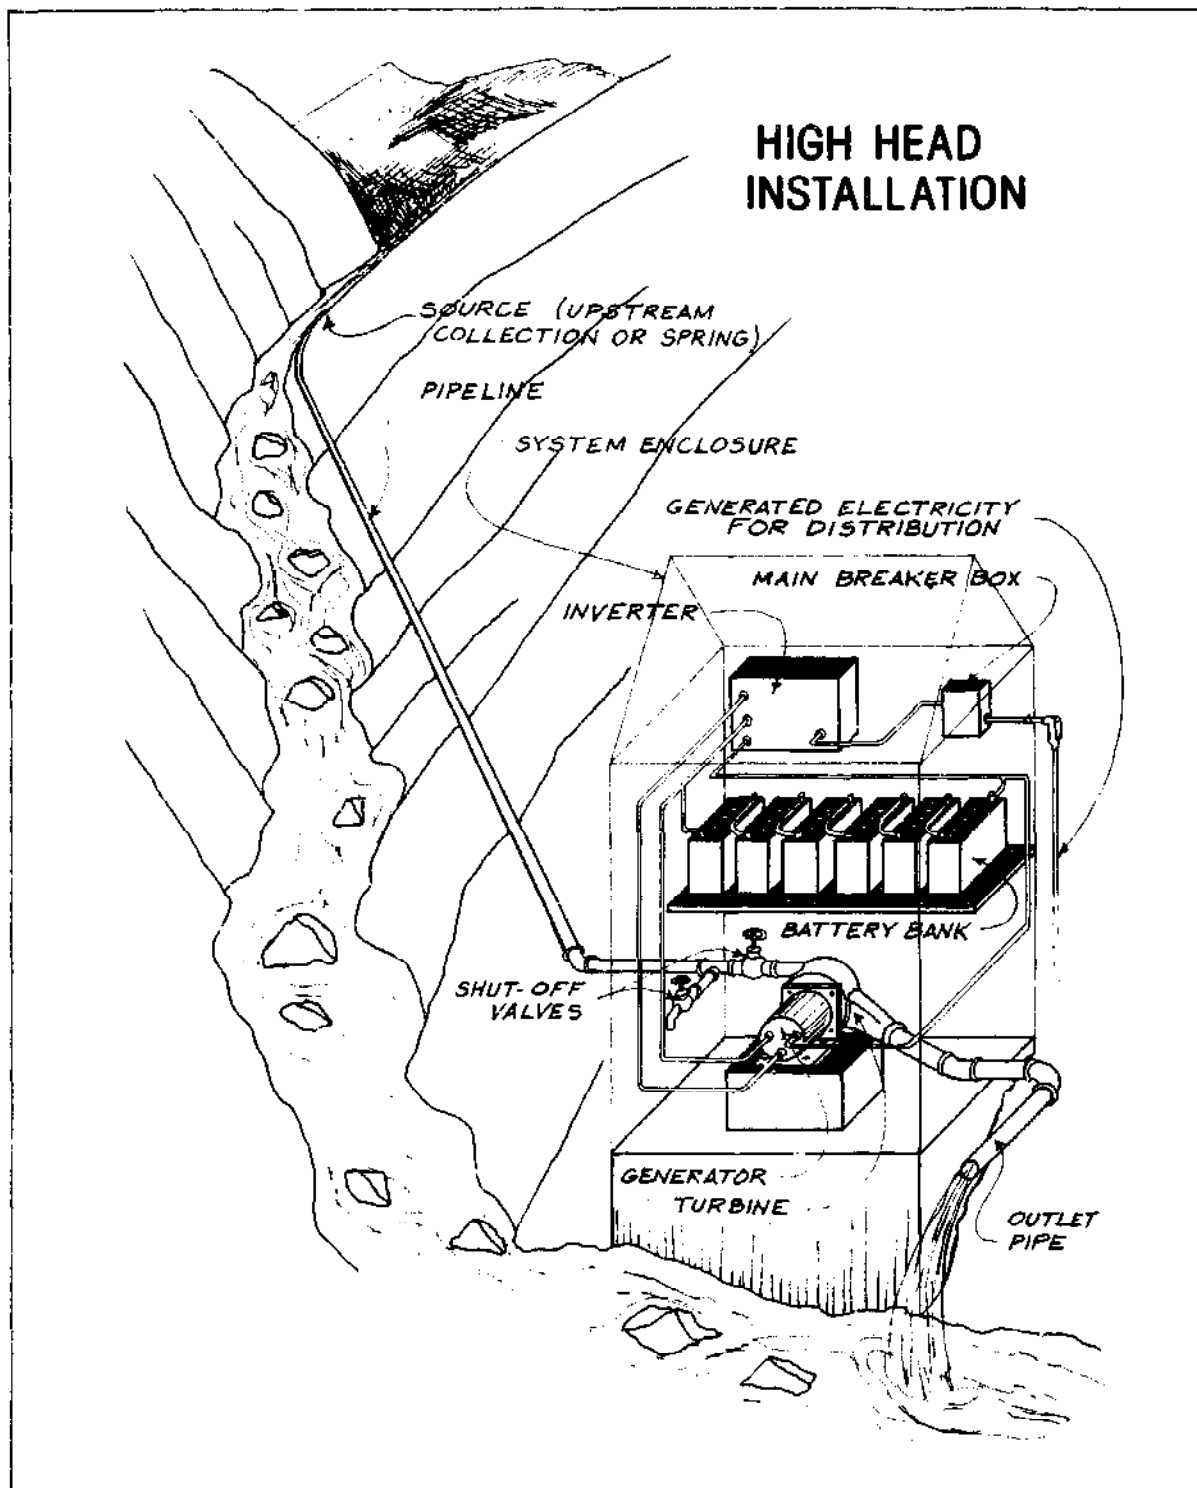 HIGH HEAD
INSTALLATION
SOURCE (UPSTREAM
COLLECTION OR SPRING)
PIPELINE
SYSTEM ENCLOSURE
GENERATED ELECTRICITY
FOR DISTRIBUTION
MAIN BREAKER BOX
INVERTER
BATTERY BANK
SHUT-OFF
VALVES
GENERATOR
TURBINE
OUTLET
PIPE